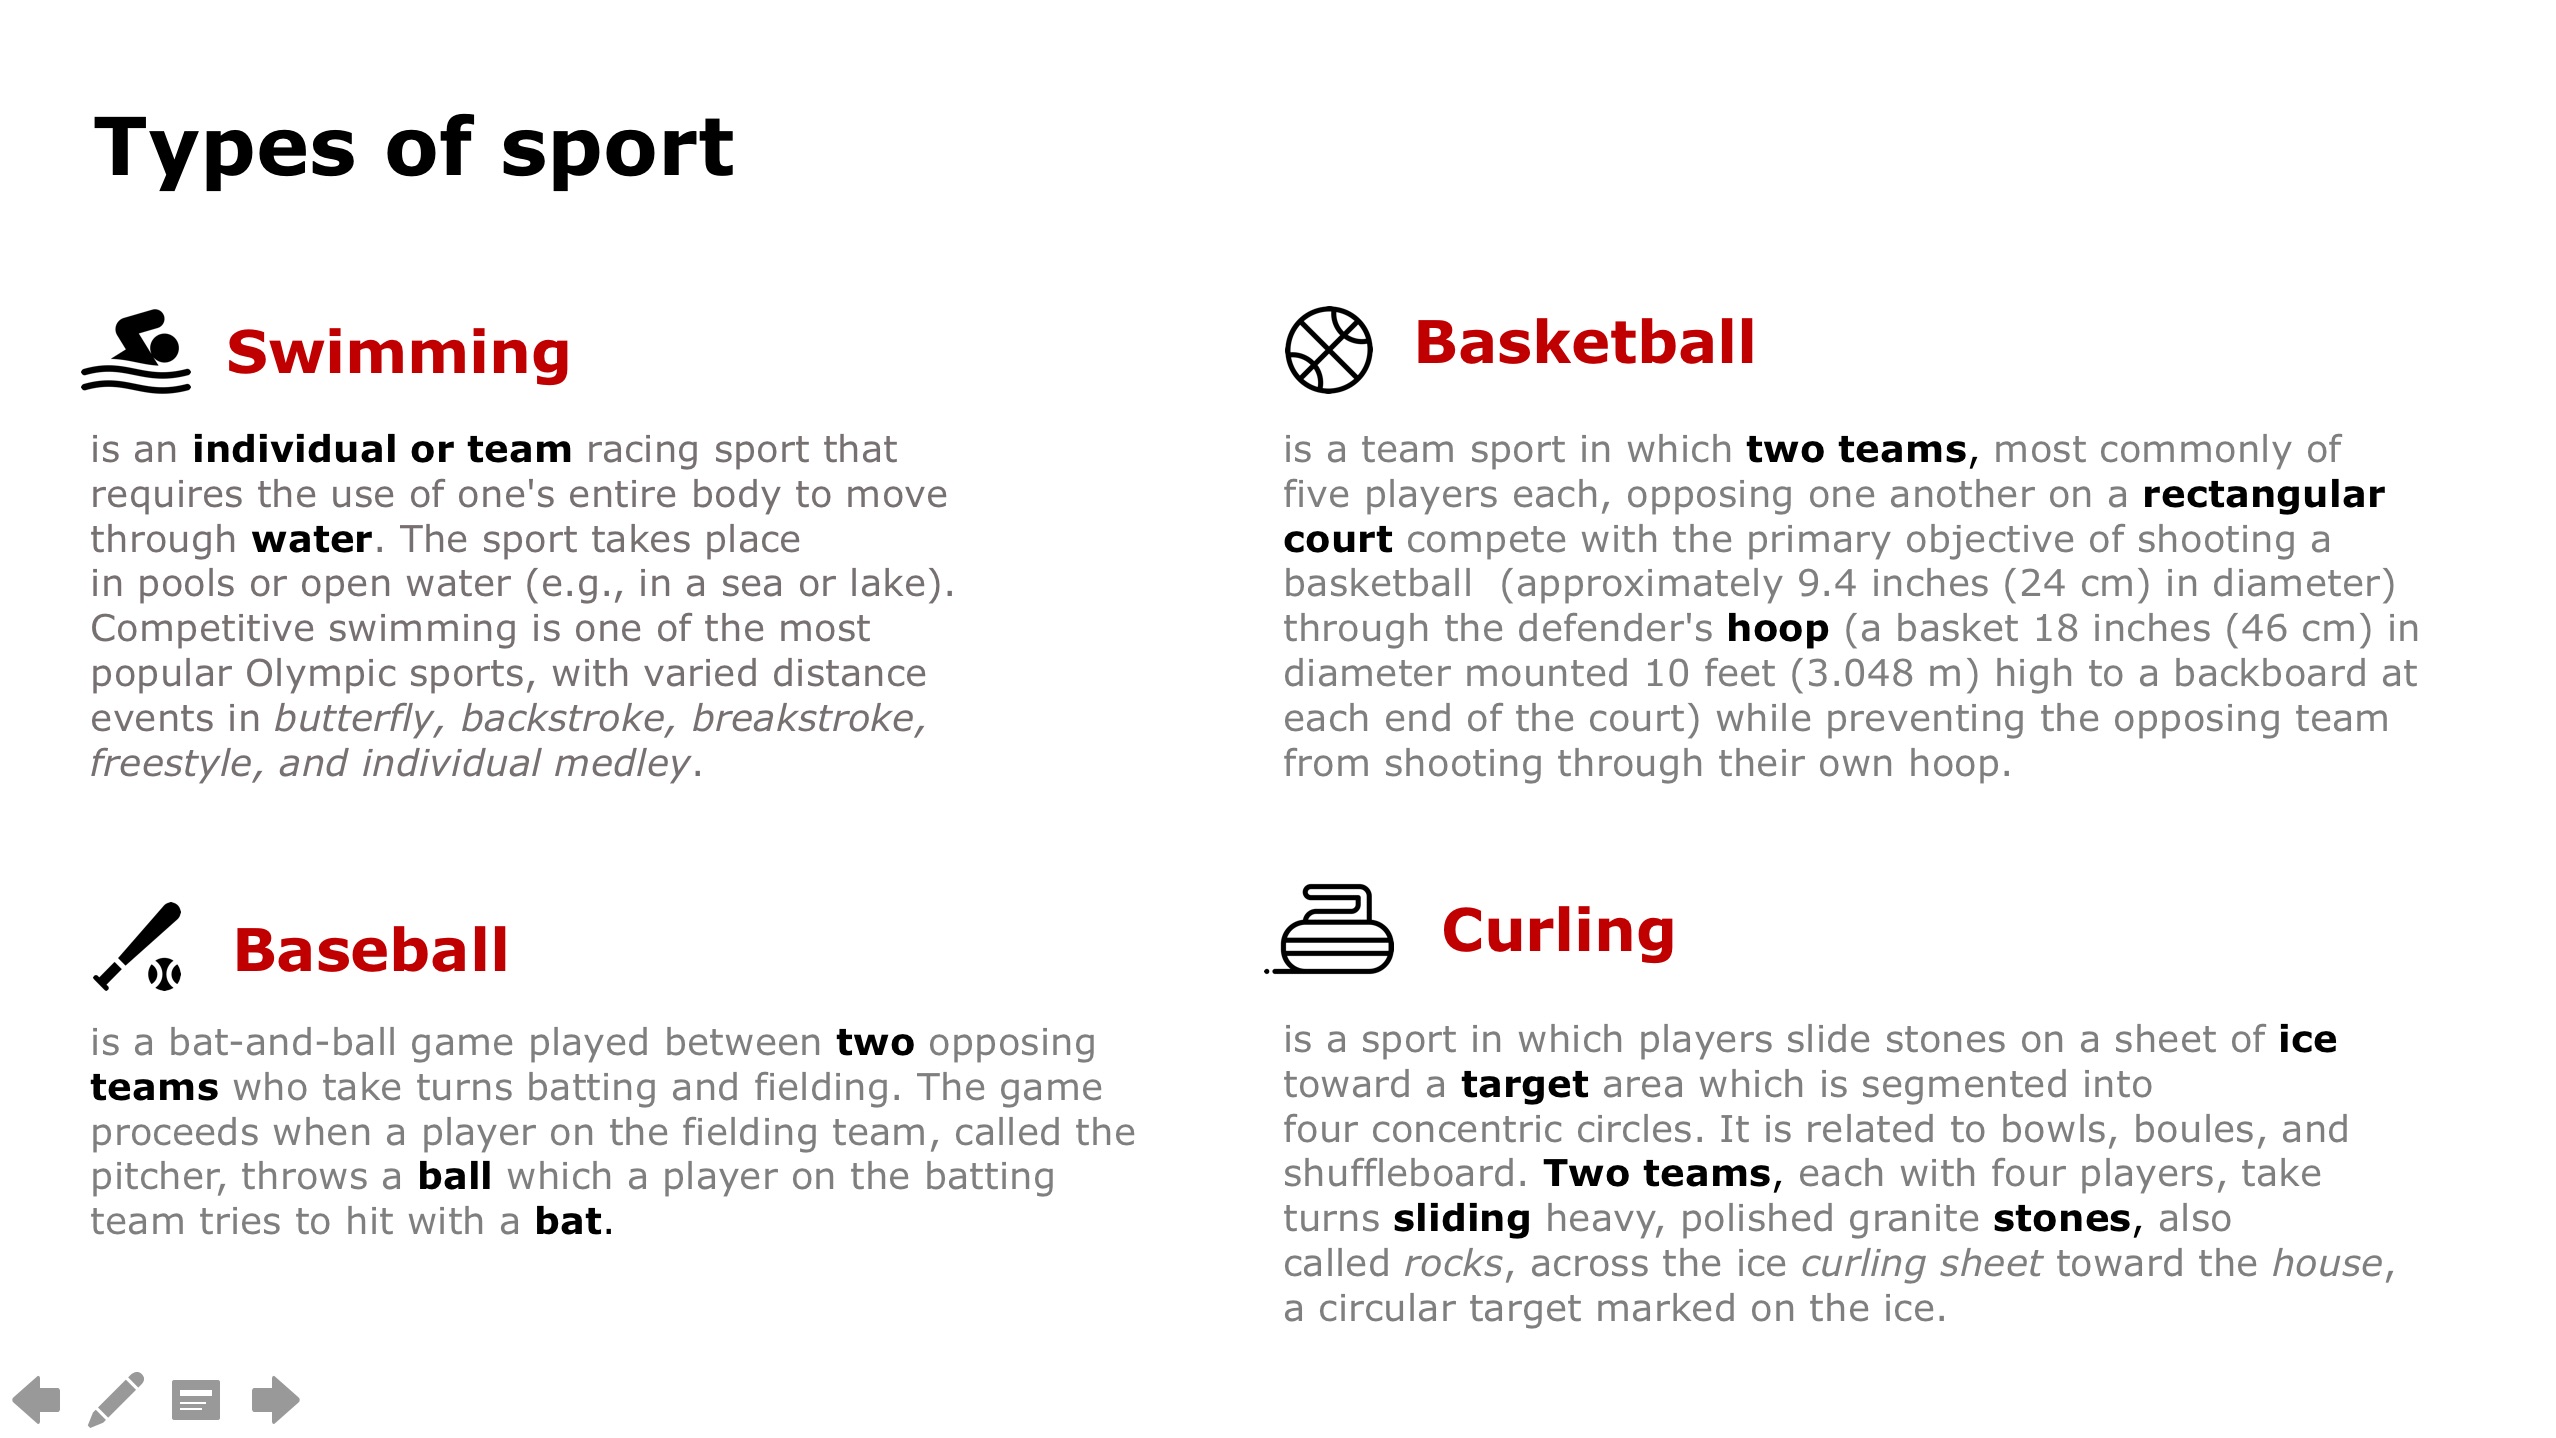 Types of sport
Swimming
is an individual or team racing sport that
requires the use of one's entire body to move
through water. The sport takes place
in pools or open water (e.g., in a sea or lake).
Competitive swimming is one of the most
popular Olympic sports, with varied distance
events in butterfly, backstroke, breakstroke,
freestyle, and individual medley.
Basketball
is a team sport in which two teams, most commonly of
five players each, opposing one another on a rectangular
court compete with the primary objective of shooting a
basketball  (approximately 9.4 inches (24 cm) in diameter)
through the defender's hoop (a basket 18 inches (46 cm) in
diameter mounted 10 feet (3.048 m) high to a backboard at
each end of the court) while preventing the opposing team
from shooting through their own hoop.
Baseball
is a bat-and-ball game played between two opposing
teams who take turns batting and fielding. The game
proceeds when a player on the fielding team, called the
pitcher, throws a ball which a player on the batting
team tries to hit with a bat.
Curling
is a sport in which players slide stones on a sheet of ice
toward a target area which is segmented into
four concentric circles. It is related to bowls, boules, and
shuffleboard. Two teams, each with four players, take
turns sliding heavy, polished granite stones, also
called rocks, across the ice curling sheet toward the house,
a circular target marked on the ice.